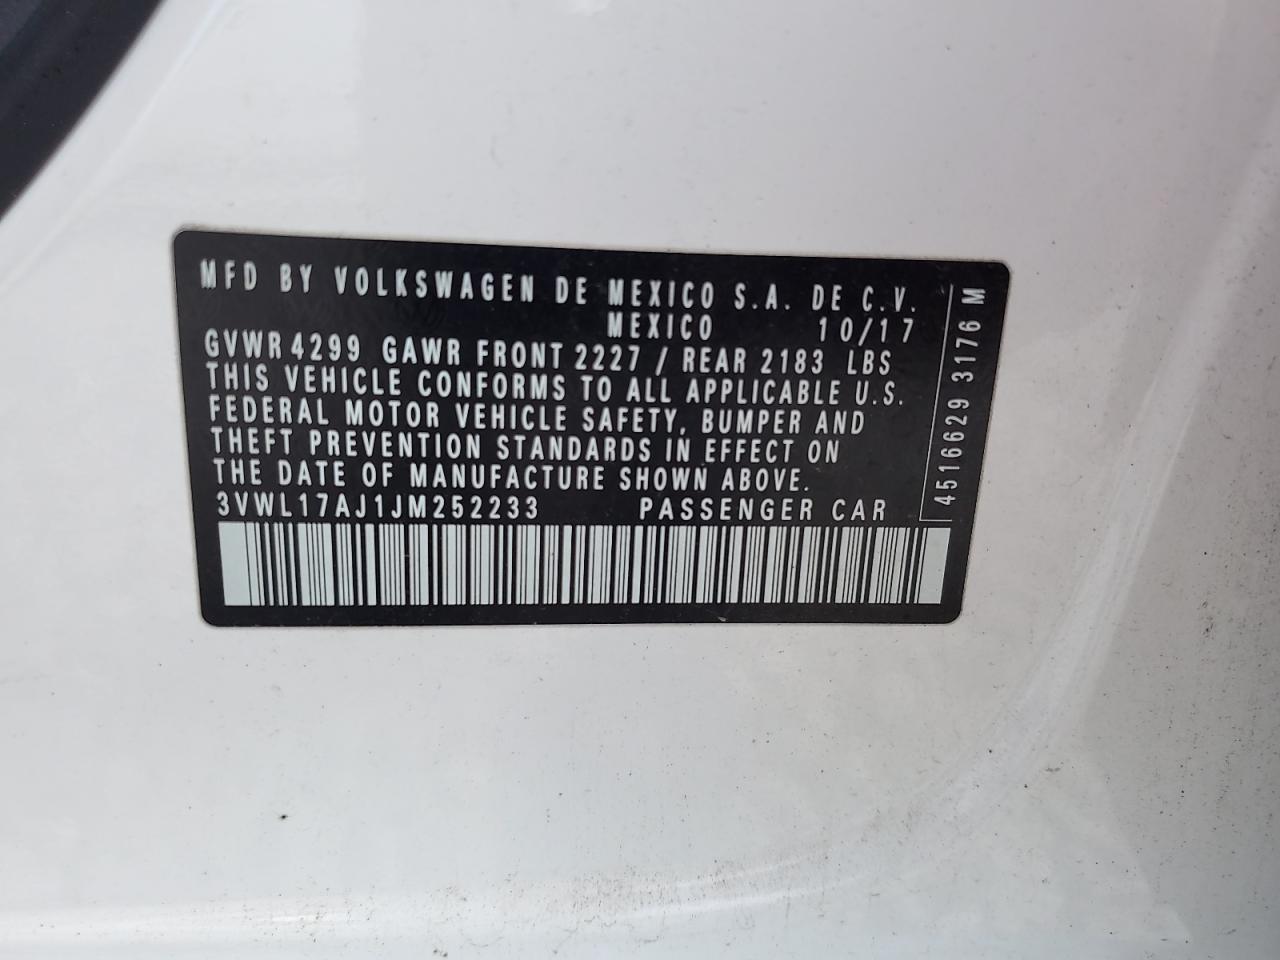 MFD BY VOLKSWAGEN DE MEXICO S.A. DE C.V.
MEXICO 10/17
GVWR 4299 GAWR FRONT 2227 / REAR 2183 LBS
THIS VEHICLE CONFORMS TO ALL APPLICABLE U.S.
FEDERAL MOTOR VEHICLE SAFETY, BUMPER AND
THEFT PREVENTION STANDARDS IN EFFECT ON
THE DATE OF MANUFACTURE SHOWN ABOVE.
3VWL17AJ1JM252233 PASSENGER CAR
4516629 3176 M